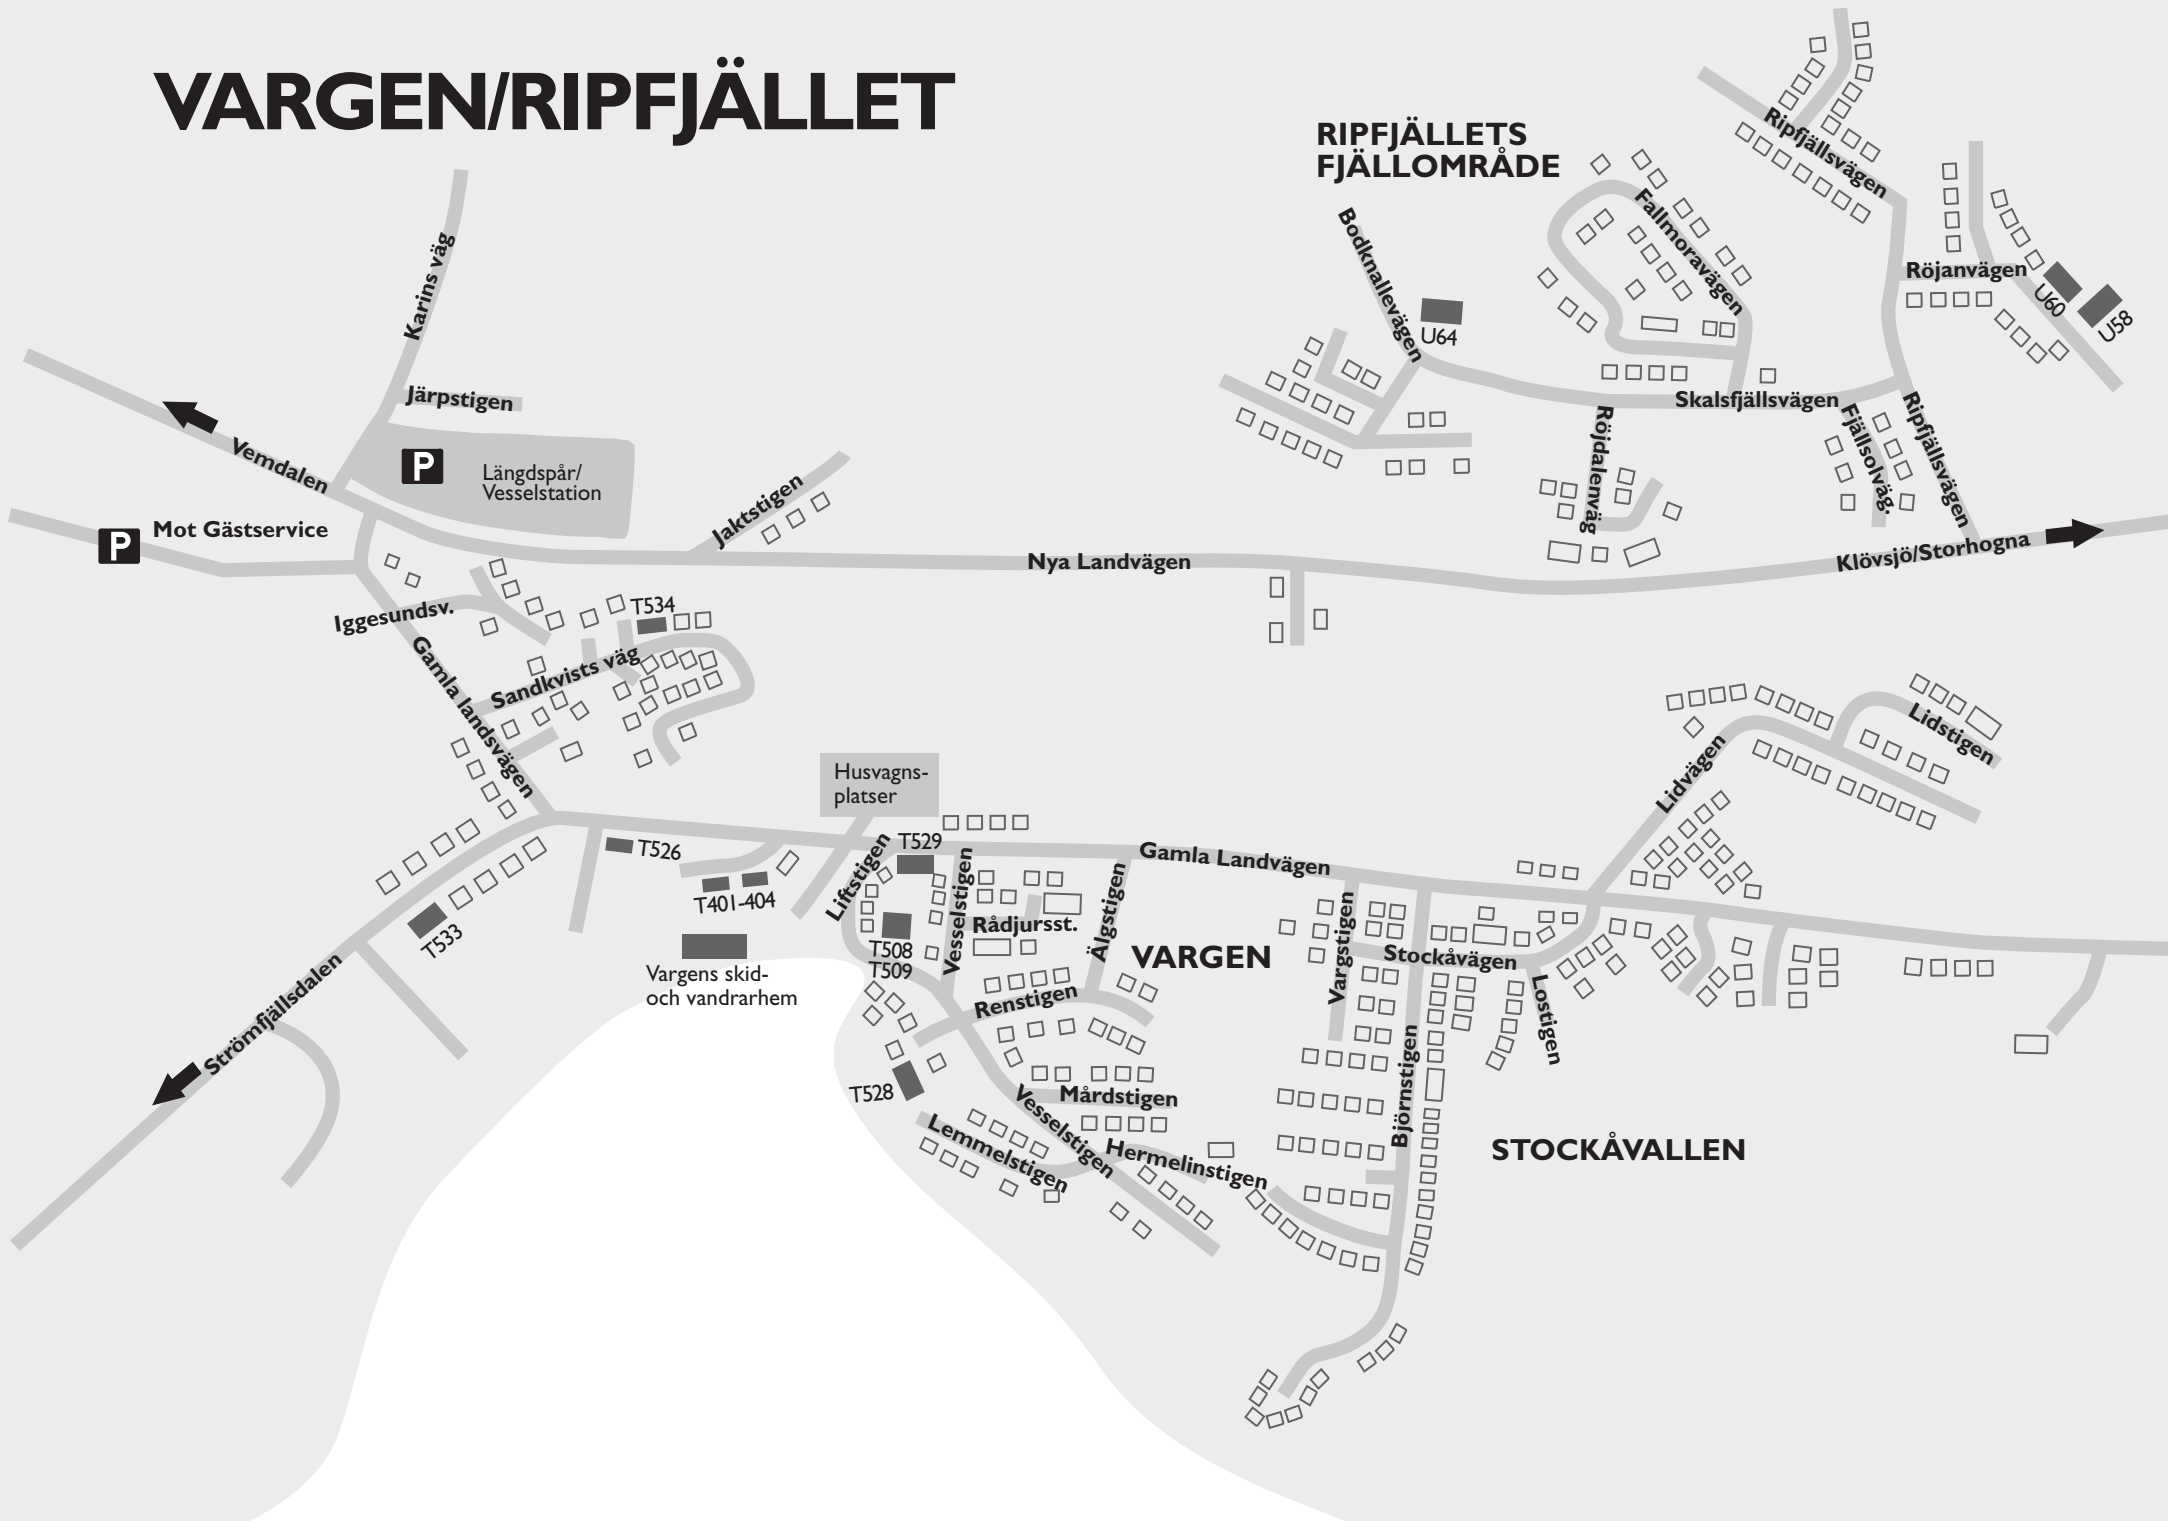 VARGEN/RIPFJÄLLET
RIPFJÄLLETS
FJÄLLOMRÅDE
Ripfjällsvägen
Fallmoravägen
Bodknallevägen
Röjanvägen
U60
U58
U64
Karins väg
Järpstigen
Skalsfjällsvägen
Röjdalenväg
Fjällsolväg.
Ripfjällsvägen
Vemdalen
P
Längdspår/
Vesselstation
Jaktstigen
P
Mot Gästservice
Nya Landvägen
Klövsjö/Storhogna
Iggesundsv.
T534
Gamla landsvägen
Sandkvists väg
Lidstigen
Lidvägen
Husvagns-
platser
T526
T529
Liftstigen
Vesselstigen
Gamla Landvägen
Älgstigen
T401-404
Rådjursst.
T533
T508
T509
VARGEN
Vargstigen
Stockåvägen
Lostigen
Vargens skid-
och vandrarhem
Renstigen
Strömfjällsdalen
T528
Mårdstigen
Vesselstigen
Björnstigen
Lemmelstigen
Hermelinstigen
STOCKÅVALLEN